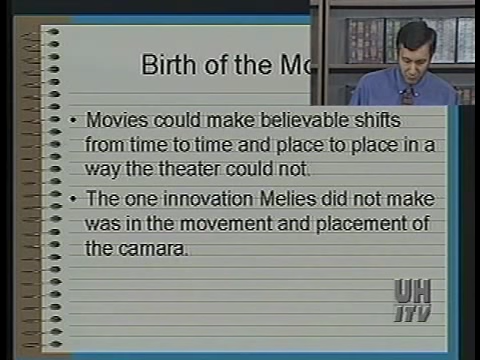 Birth of the Mo
• Movies could make believable shifts
from time to time and place to place in a
way the theater could not.
• The one innovation Melies did not make
was in the movement and placement of
the camara.
UH
ITV